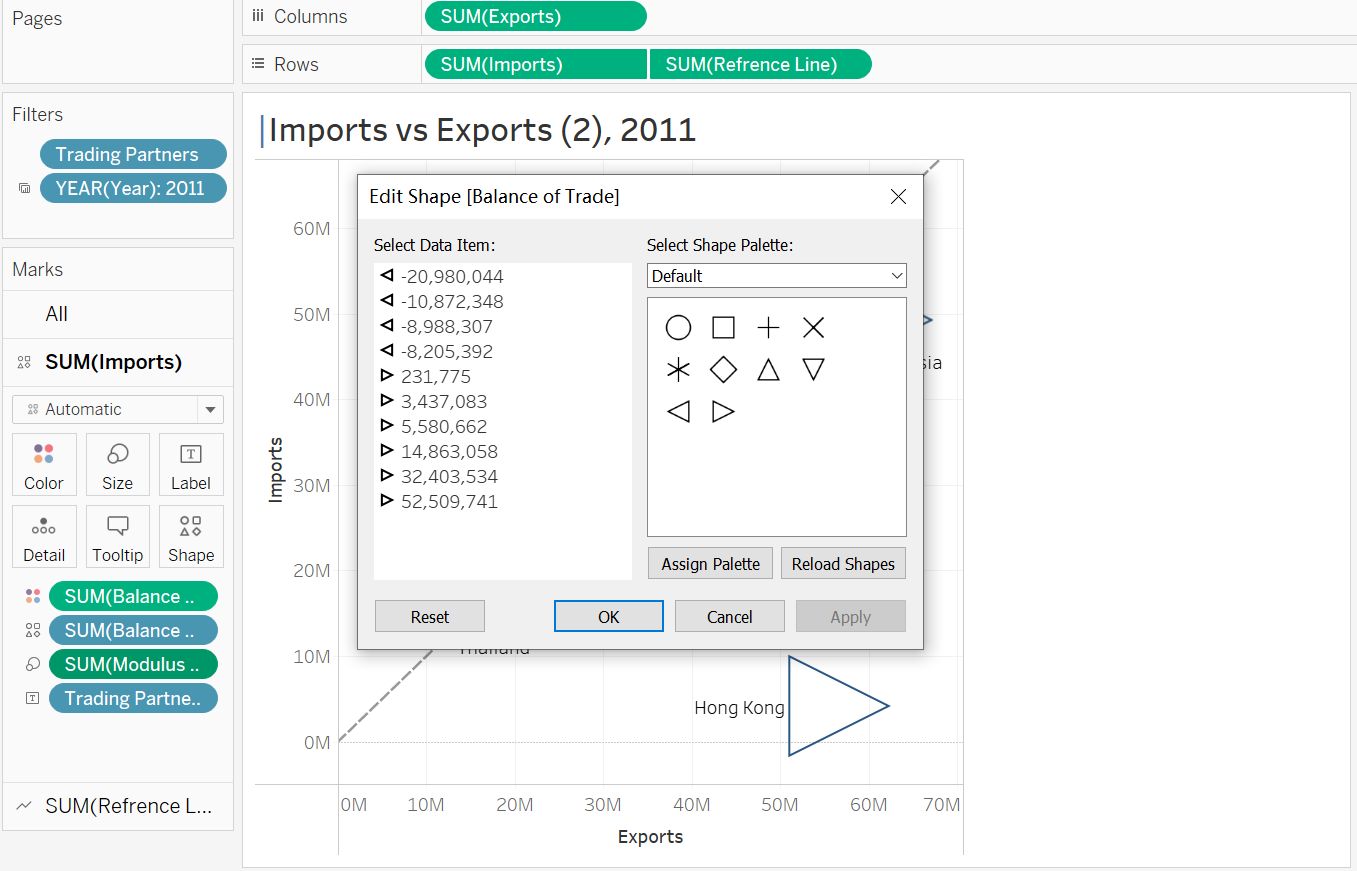 Pages
Columns
SUM(Exports)
Rows
SUM(Imports)
SUM(Refrence Line)
Filters
Trading Partners
YEAR(Year): 2011
Marks
All
SUM(Imports)
Automatic
Color
Size
Label
Detail
Tooltip
Shape
SUM(Balance ..
SUM(Balance ..
SUM(Modulus ..
Trading Partne..
SUM(Refrence L...
Imports vs Exports (2), 2011
Edit Shape [Balance of Trade]
Select Data Item:
-20,980,044
-10,872,348
-8,988,307
-8,205,392
231,775
3,437,083
5,580,662
14,863,058
32,403,534
52,509,741
Select Shape Palette:
Default
Assign Palette
Reload Shapes
Reset
OK
Cancel
Apply
60M
50M
40M
30M
20M
10M
0M
Imports
sia
Thailand
Hong Kong
0M
10M
20M
30M
40M
50M
60M
70M
Exports